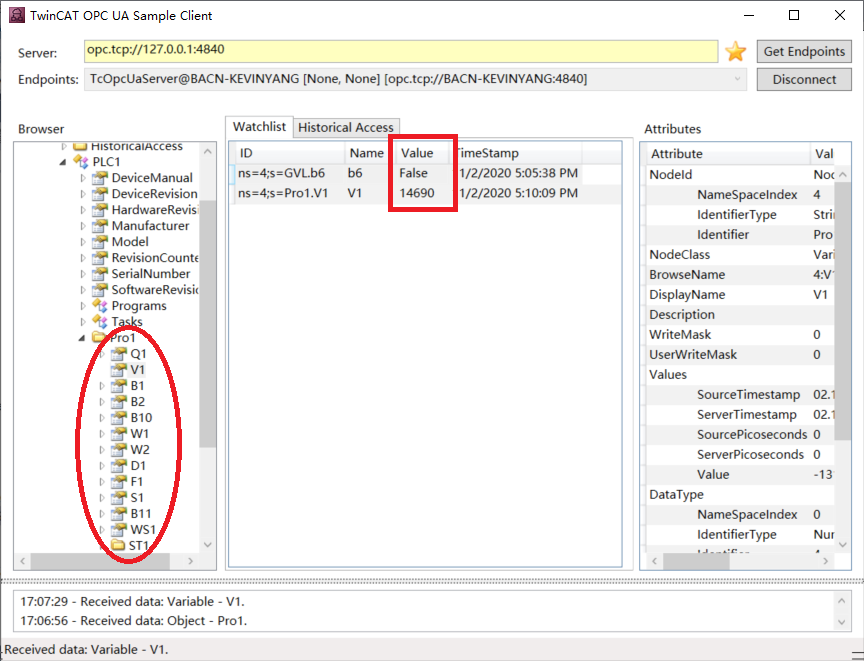 TwinCAT OPC UA Sample Client
Server: opc.tcp://127.0.0.1:4840 Get Endpoints
Endpoints: TcOpcUaServer@BACN-KEVINYANG [None, None] [opc.tcp://BACN-KEVINYANG:4840] Disconnect
Browser
HistoricalAccess
PLC1
DeviceManual
DeviceRevision
HardwareRevisi
Manufacturer
Model
RevisionCounte
SerialNumber
SoftwareRevisio
Programs
Tasks
Pro1
Q1
V1
B1
B2
B10
W1
W2
D1
F1
S1
B11
WS1
ST1
Watchlist Historical Access
ID Name Value TimeStamp
ns=4;s=GVL.b6 b6 False 1/2/2020 5:05:38 PM
ns=4;s=Pro1.V1 V1 14690 1/2/2020 5:10:09 PM
Attributes
Attribute Val
NodeId Noc
NameSpaceIndex 4
IdentifierType Stri
Identifier Pro
NodeClass Vari
BrowseName 4:V
DisplayName V1
Description
WriteMask 0
UserWriteMask 0
Values
SourceTimestamp 02.1
ServerTimestamp 02.1
SourcePicoseconds 0
ServerPicoseconds 0
Value -13
DataType
NameSpaceIndex 0
IdentifierType Nur
Identifier
17:07:29 - Received data: Variable - V1.
17:06:56 - Received data: Object - Pro1.
Received data: Variable - V1.